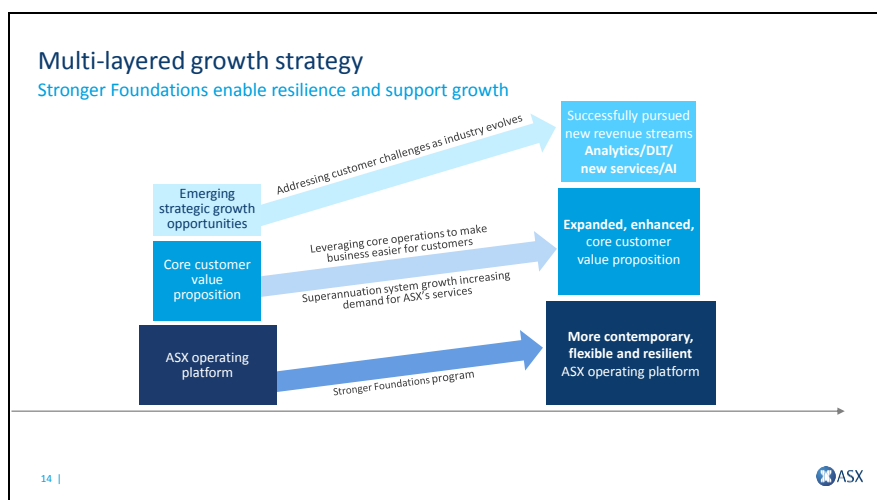 Multi-layered growth strategy
Stronger Foundations enable resilience and support growth
Addressing customer challenges as industry evolves
Successfully pursued
new revenue streams
Analytics/DLT/
new services/AI
Emerging
strategic growth
opportunities
Leveraging core operations to make
business easier for customers
Expanded, enhanced,
core customer
value proposition
Core customer
value
proposition
Superannuation system growth increasing
demand for ASX's services
ASX operating
platform
Stronger Foundations program
More contemporary,
flexible and resilient
ASX operating platform
14 |
ASX